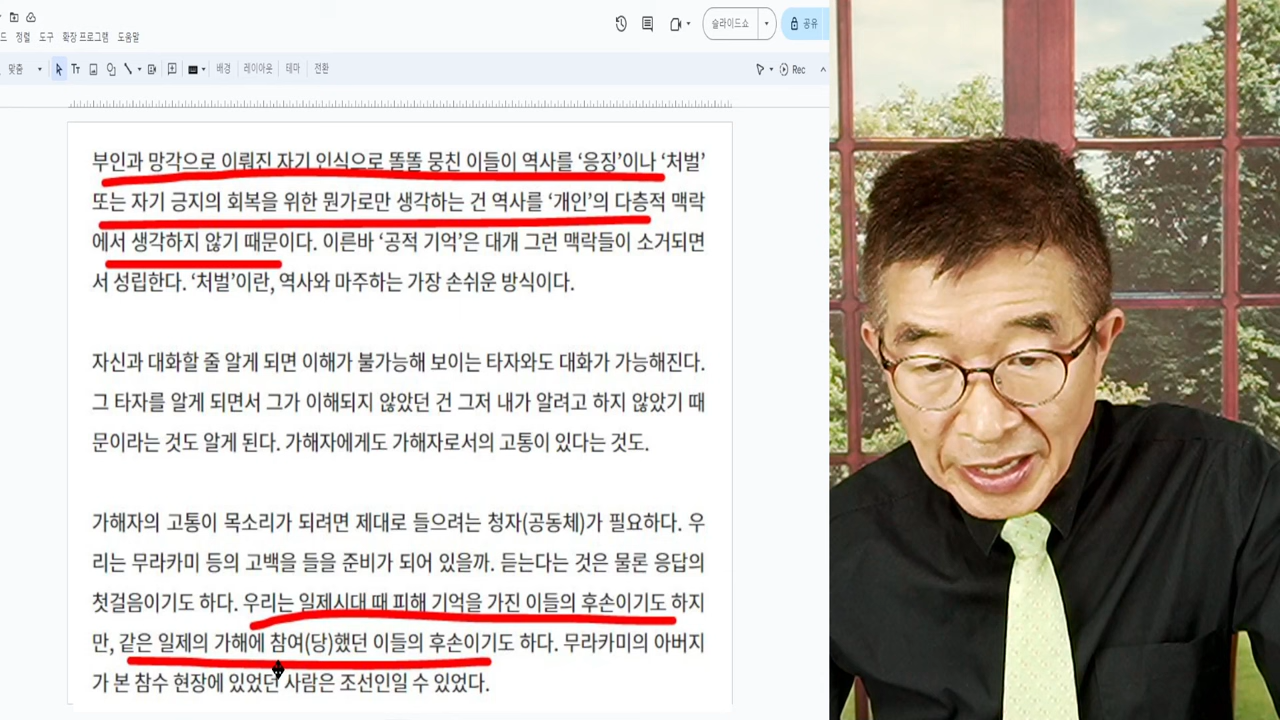 드 정렬 도구 확장 프로그램 도움말
슬라이드쇼
공유
맞춤
Tт
배경
레이아웃
테마
전환
Rec
부인과 망각으로 이뤄진 자기 인식으로 똘똘 뭉친 이들이 역사를 ‘응징’이나 ‘처벌’
또는 자기 긍지의 회복을 위한 뭔가로만 생각하는 건 역사를 ‘개인’의 다층적 맥락
에서 생각하지 않기 때문이다. 이른바 ‘공적 기억’은 대개 그런 맥락들이 소거되면
서 성립한다. ‘처벌’이란, 역사와 마주하는 가장 손쉬운 방식이다.
자신과 대화할 줄 알게 되면 이해가 불가능해 보이는 타자와도 대화가 가능해진다.
그 타자를 알게 되면서 그가 이해되지 않았던 건 그저 내가 알려고 하지 않았기 때
문이라는 것도 알게 된다. 가해자에게도 가해자로서의 고통이 있다는 것도.
가해자의 고통이 목소리가 되려면 제대로 들으려는 청자(공동체)가 필요하다. 우
리는 무라카미 등의 고백을 들을 준비가 되어 있을까. 듣는다는 것은 물론 응답의
첫걸음이기도 하다. 우리는 일제시대 때 피해 기억을 가진 이들의 후손이기도 하지
만, 같은 일제의 가해에 참여(당)했던 이들의 후손이기도 하다. 무라카미의 아버지
가 본 참수 현장에 있었던 사람은 조선인일 수 있었다.